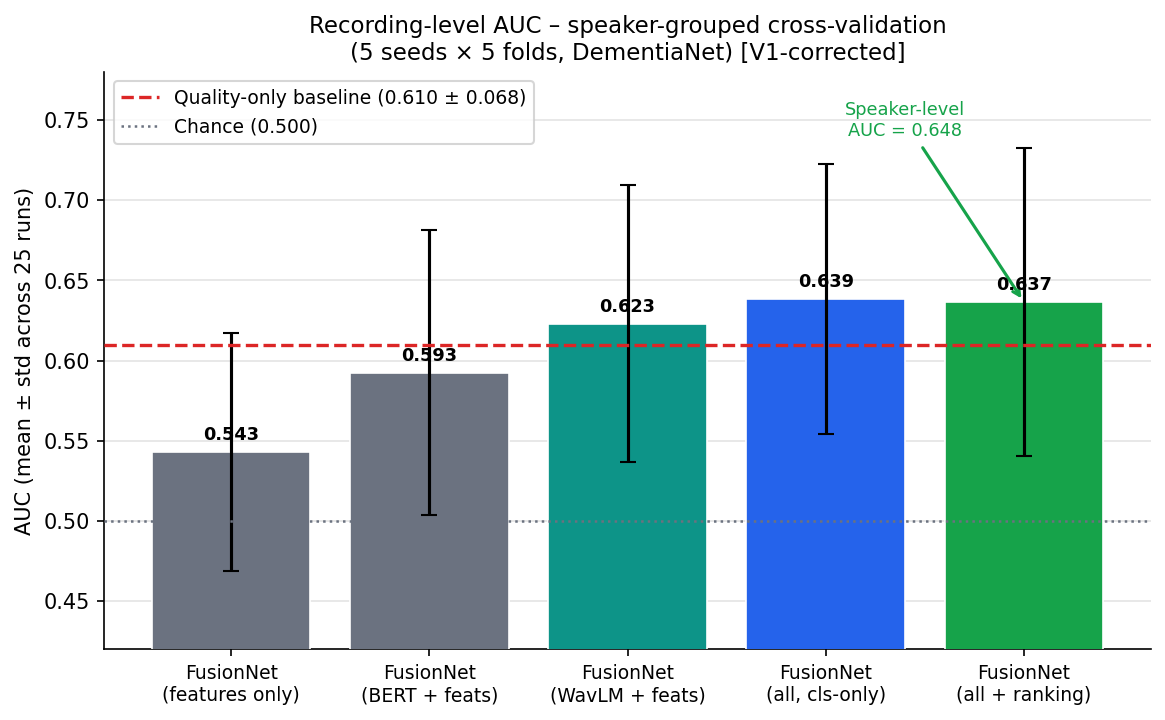 Recording-level AUC – speaker-grouped cross-validation
(5 seeds × 5 folds, DementiaNet) [V1-corrected]
Quality-only baseline (0.610 ± 0.068)
Chance (0.500)
Speaker-level
AUC = 0.648
AUC (mean ± std across 25 runs)
0.75
0.70
0.65
0.60
0.55
0.50
0.45
0.543
0.593
0.623
0.639
0.637
FusionNet
(features only)
FusionNet
(BERT + feats)
FusionNet
(WavLM + feats)
FusionNet
(all, cls-only)
FusionNet
(all + ranking)